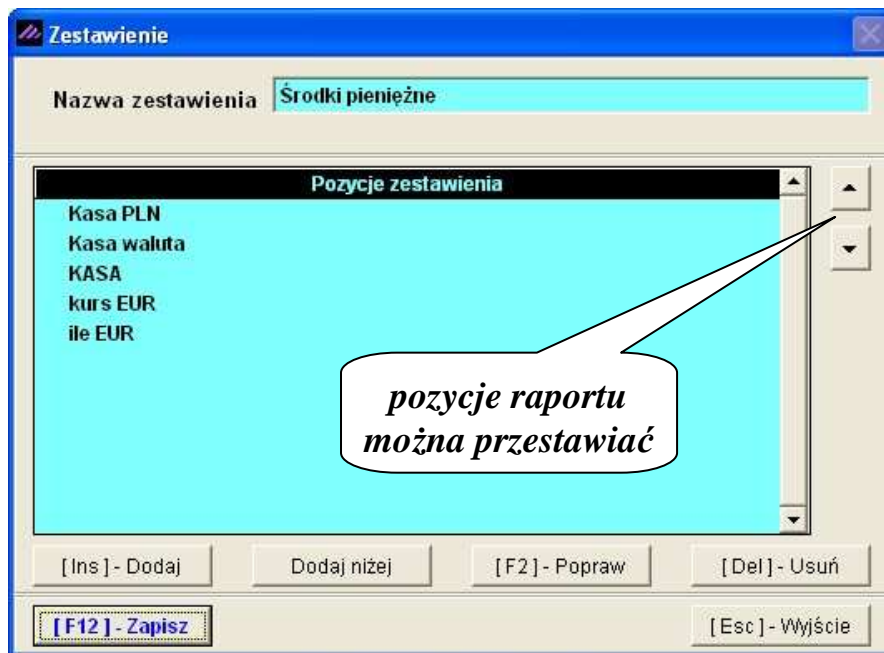 Zestawienie
Nazwa zestawienia Środki pieniężne
Pozycje zestawienia
Kasa PLN
Kasa waluta
KASA
kurs EUR
ile EUR
pozycje raportu
można przestawiać
[ Ins ] - Dodaj Dodaj niżej [ F2 ] - Popraw [ Del ] - Usuń
[ F12 ] - Zapisz [ Esc ] - Wyjście